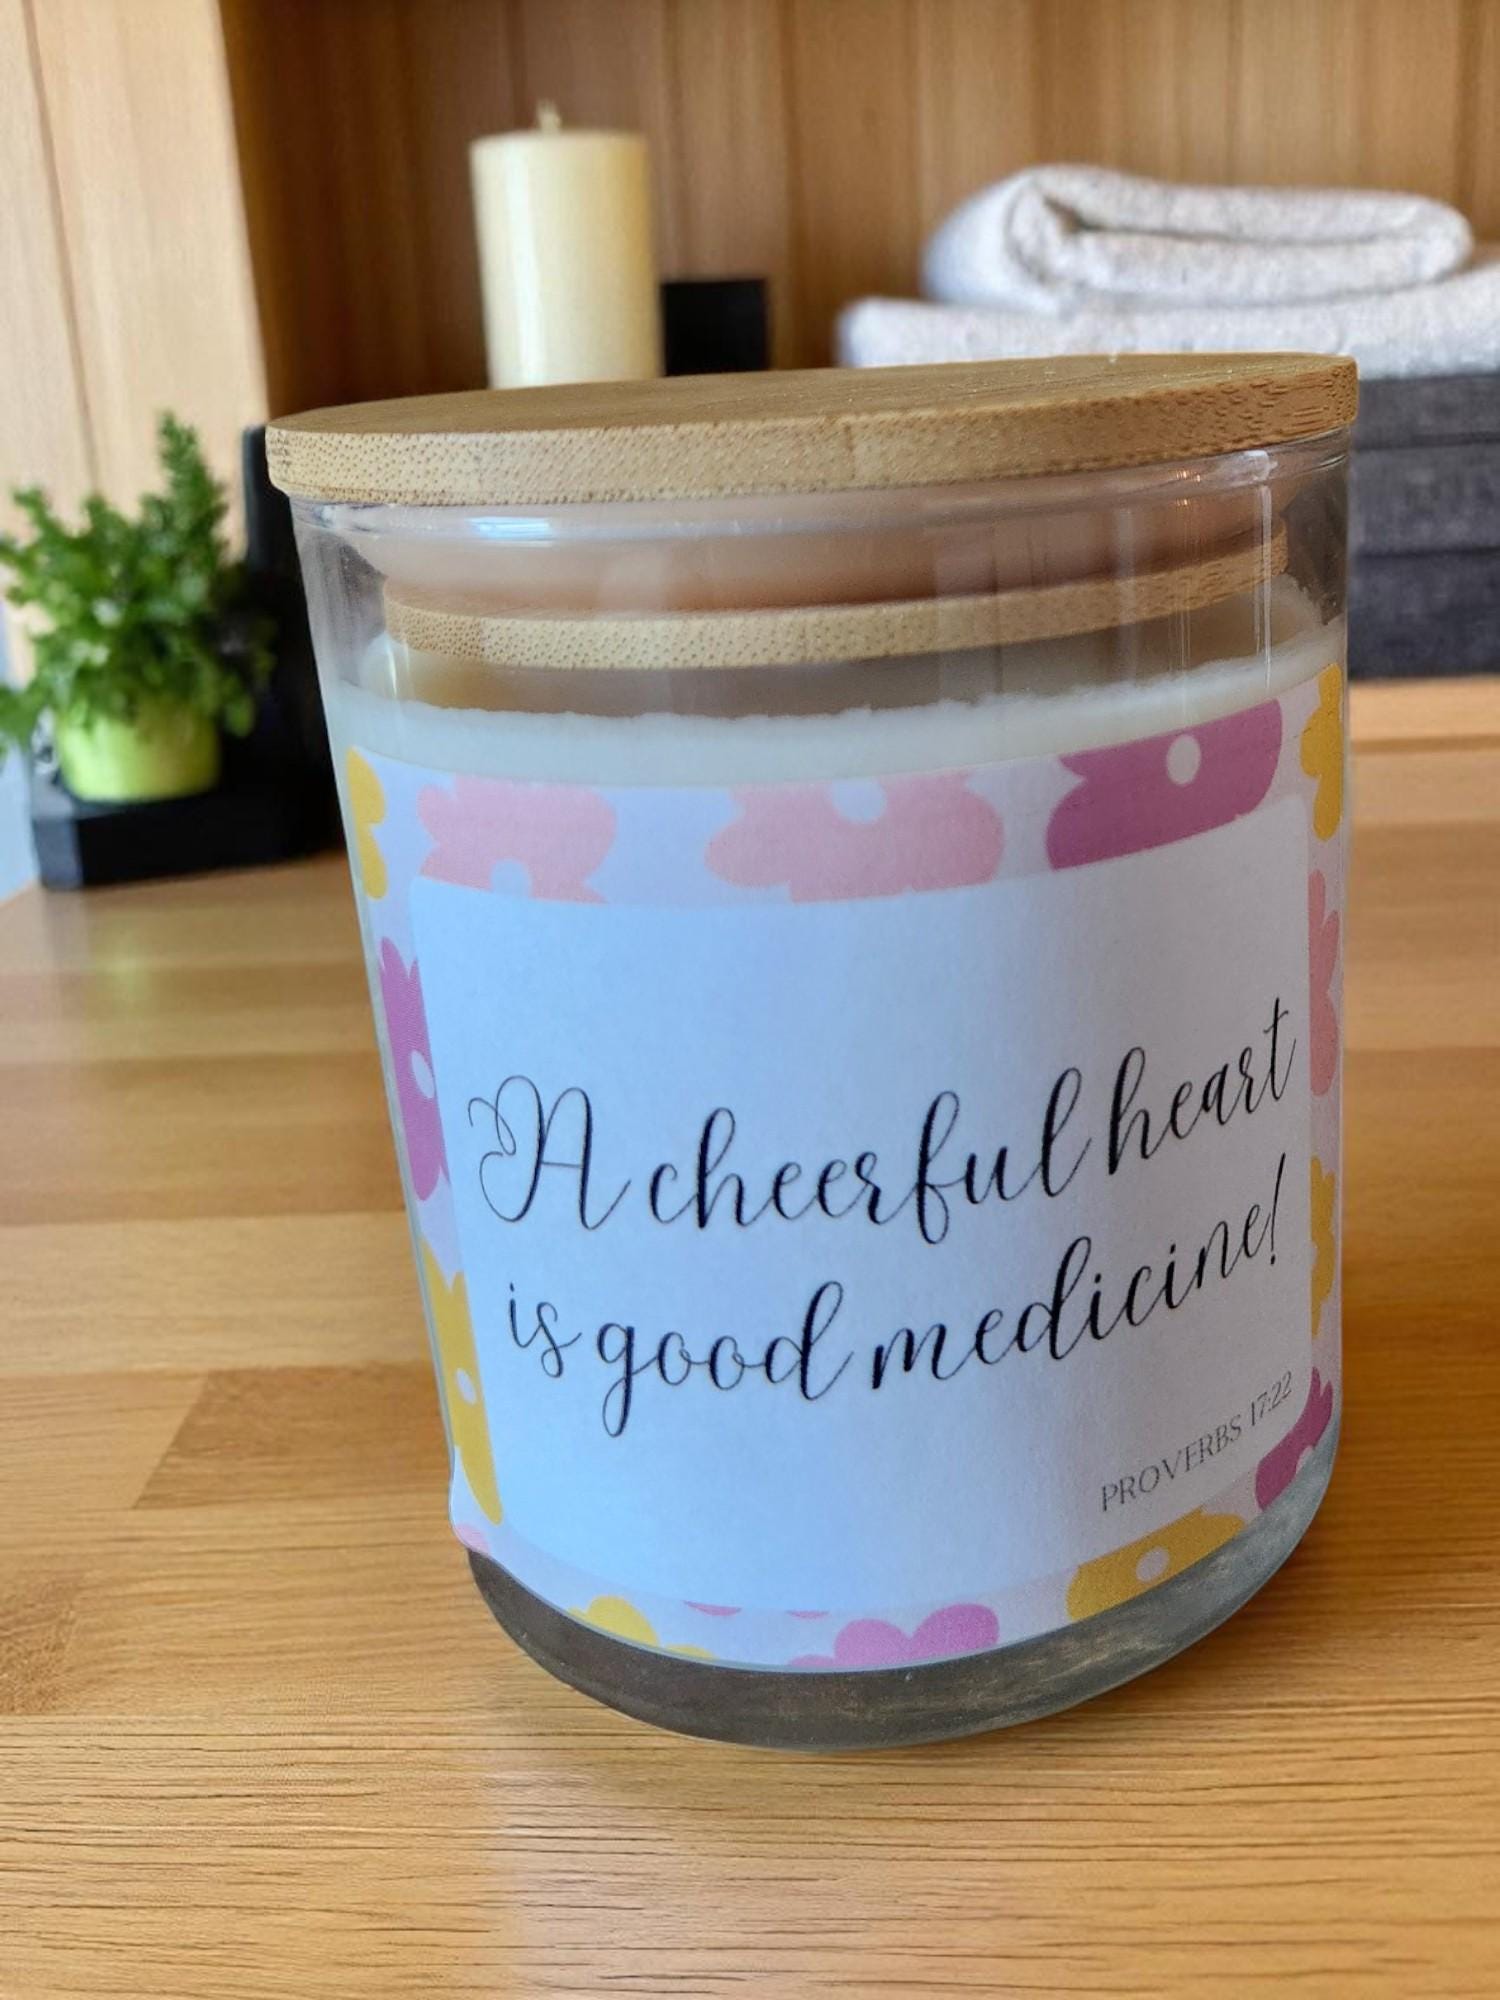 A cheerful heart
is good medicine!
PROVERBS 17:22